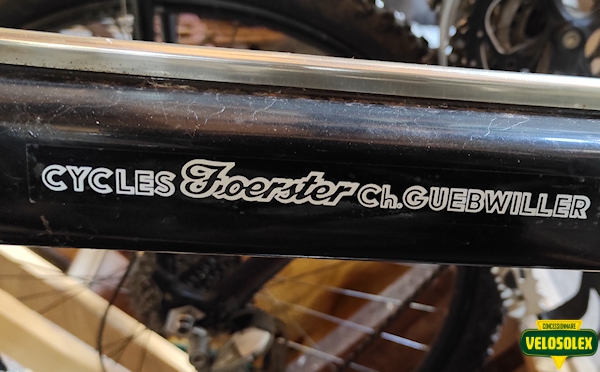 CYCLES Foerster Ch.GUEBWILLER
CONCESSIONNAIRE
VELOSOLEX